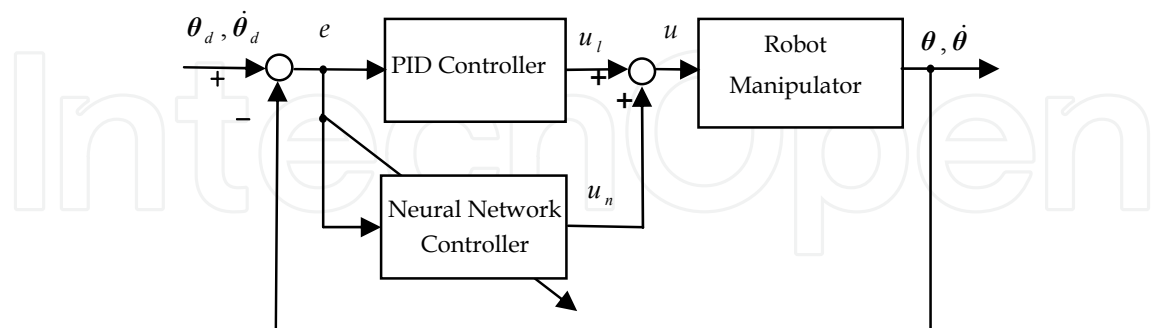 θ_d , θ̇_d
e
PID Controller
u_l
u
Robot
Manipulator
θ , θ̇
+
−
+
+
Neural Network
Controller
u_n
IntechOpen